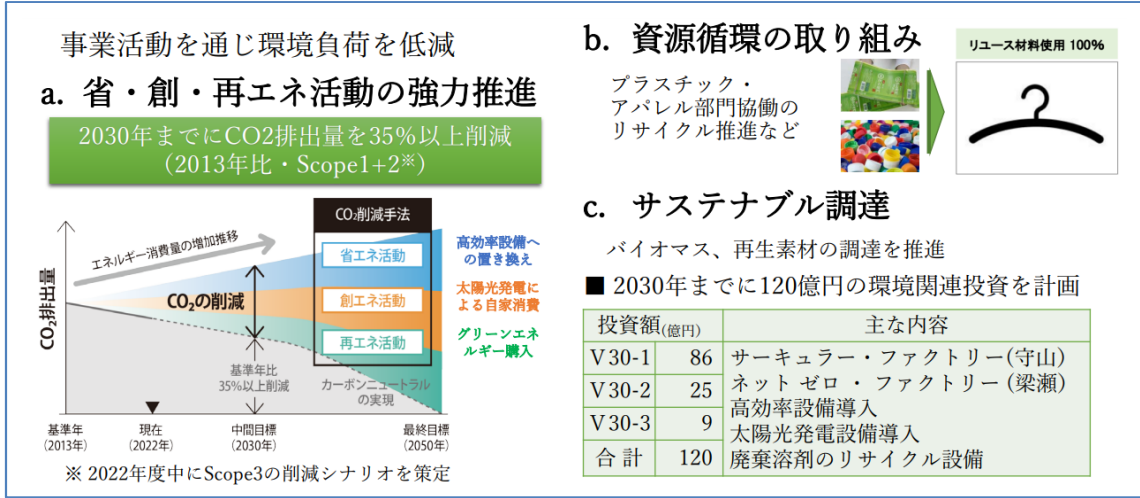 事業活動を通じ環境負荷を低減
a. 省・創・再エネ活動の強力推進
2030年までにCO2排出量を35%以上削減
(2013年比・Scope1+2※)
CO₂排出量
エネルギー消費量の増加推移
CO₂削減手法
省エネ活動
創エネ活動
再エネ活動
CO₂の削減
基準年比
35%以上削減
カーボンニュートラル
の実現
高効率設備へ
の置き換え
太陽光発電に
よる自家消費
グリーンエネ
ルギー購入
基準年
(2013年)
現在
(2022年)
中間目標
(2030年)
最終目標
(2050年)
※ 2022年度中にScope3の削減シナリオを策定
b. 資源循環の取り組み
プラスチック・
アパレル部門協働の
リサイクル推進など
リユース材料使用 100%
c. サステナブル調達
バイオマス、再生素材の調達を推進
■ 2030年までに120億円の環境関連投資を計画
投資額(億円) 主な内容
V30-1 86 サーキュラー・ファクトリー(守山)
V30-2 25 ネット ゼロ・ファクトリー(梁瀬)
高効率設備導入
V30-3 9 太陽光発電設備導入
合 計 120 廃棄溶剤のリサイクル設備